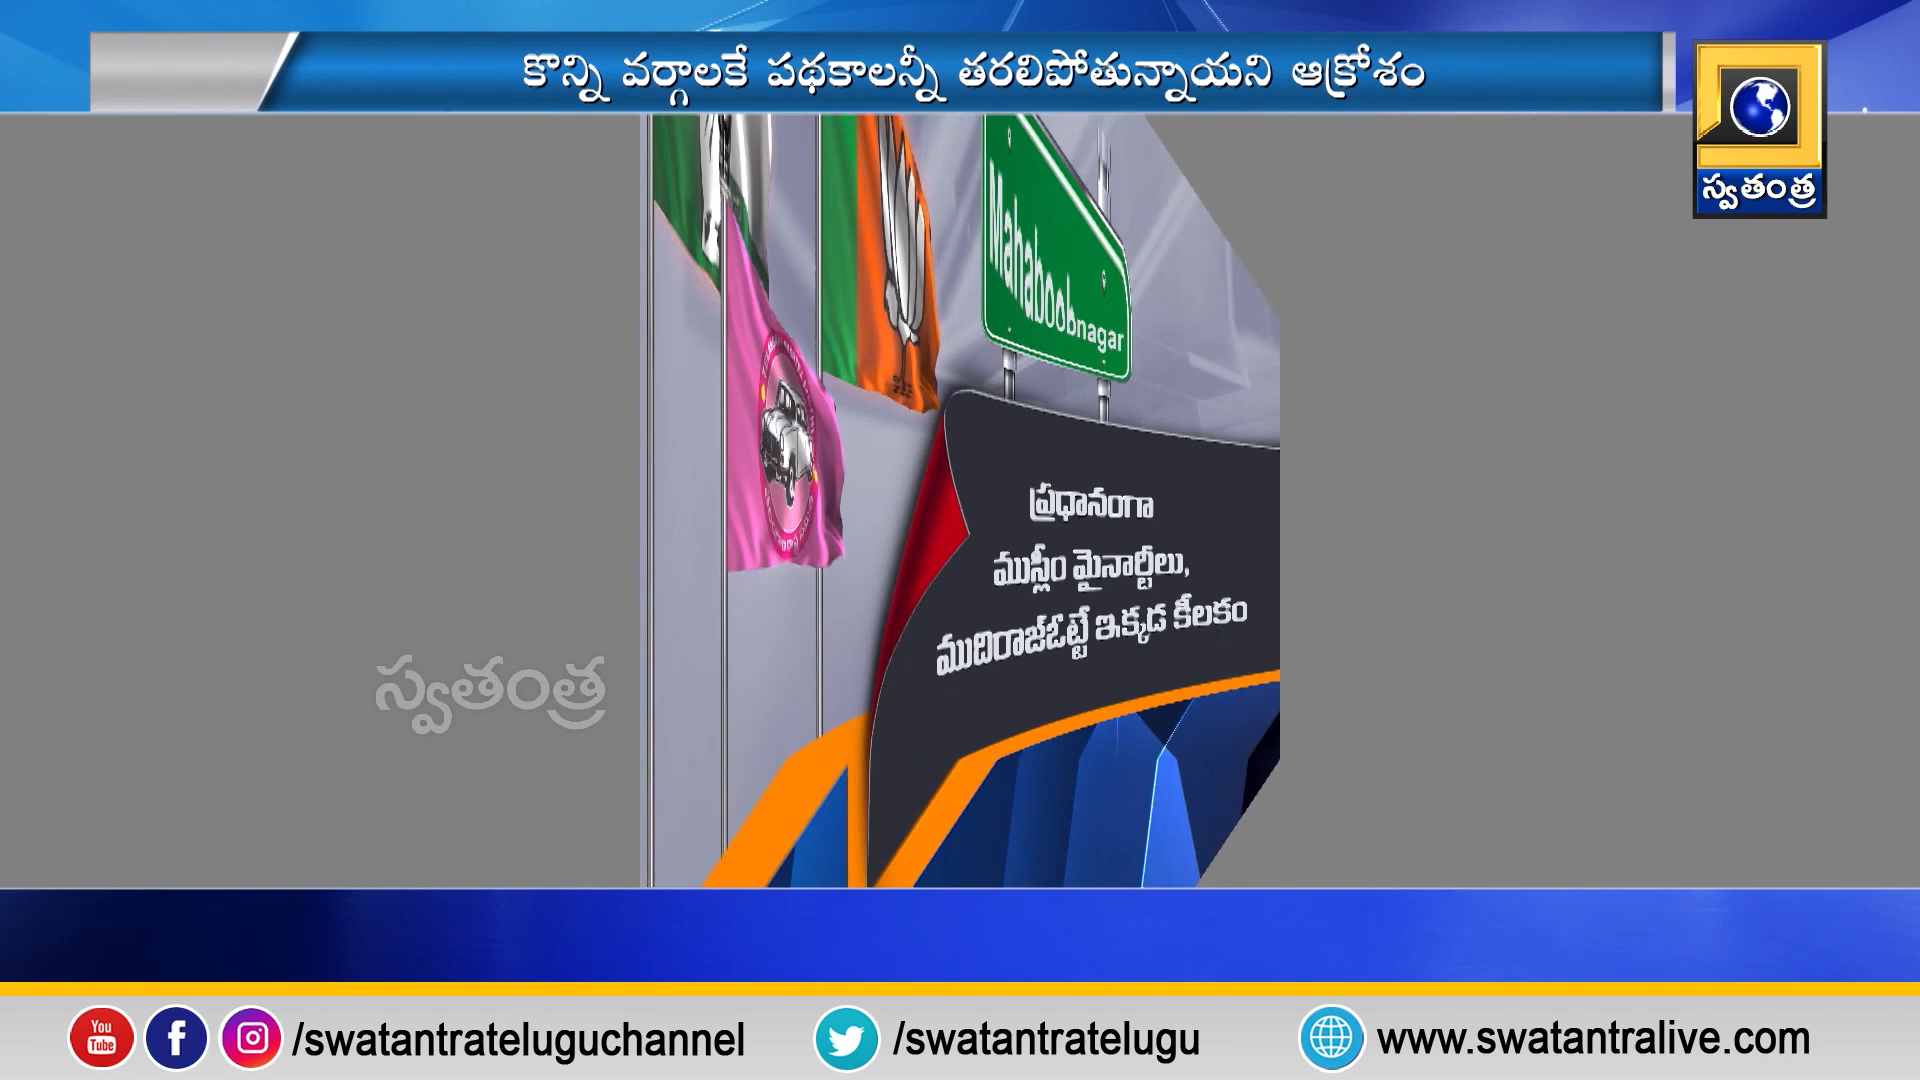 కొన్ని వర్గాలకే పథకాలన్నీ తరలిపోతున్నాయని ఆక్రోశం
స్వతంత్ర
Mahaboobnagar
ప్రధానంగా
ముస్లీం మైనార్టీలు,
ముదిరాజ్ఓట్టే ఇక్కడ కీలకం
స్వతంత్ర
You Tube
/swatantrateluguchannel
/swatantratelugu
www.swatantralive.com